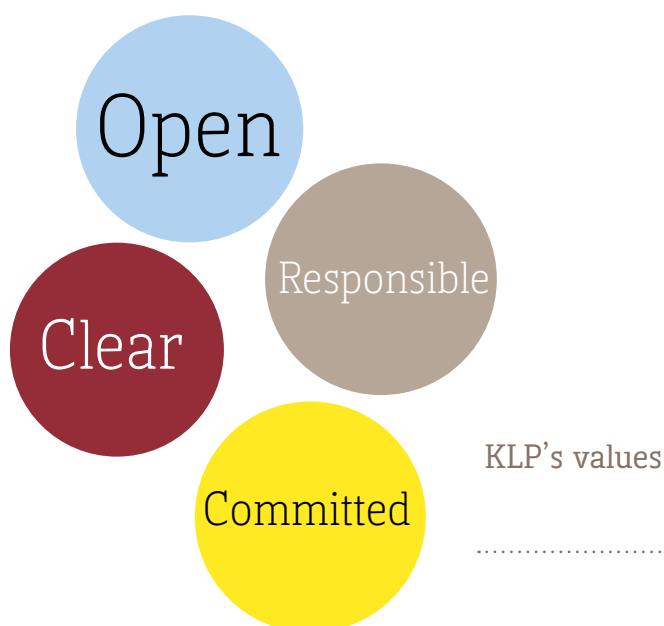 Open
Responsible
Clear
KLP’s values
Committed